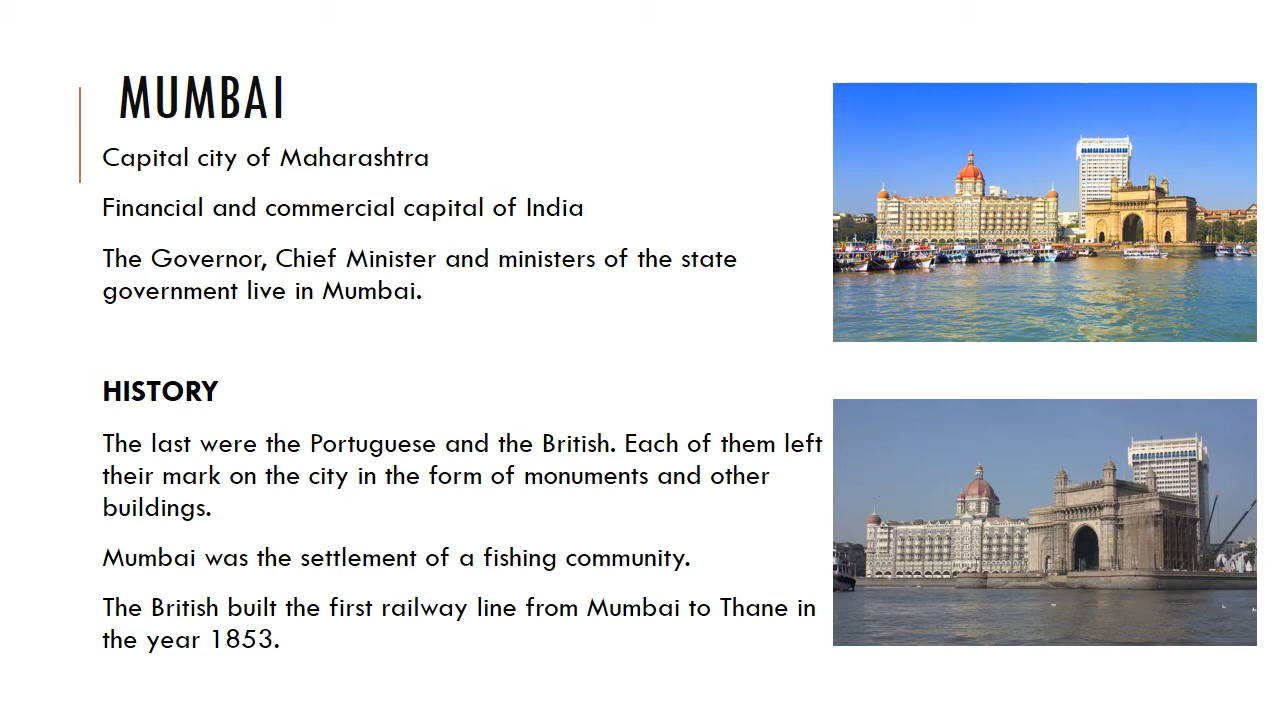 MUMBAI
Capital city of Maharashtra
Financial and commercial capital of India
The Governor, Chief Minister and ministers of the state
government live in Mumbai.
HISTORY
The last were the Portuguese and the British. Each of them left
their mark on the city in the form of monuments and other
buildings.
Mumbai was the settlement of a fishing community.
The British built the first railway line from Mumbai to Thane in
the year 1853.